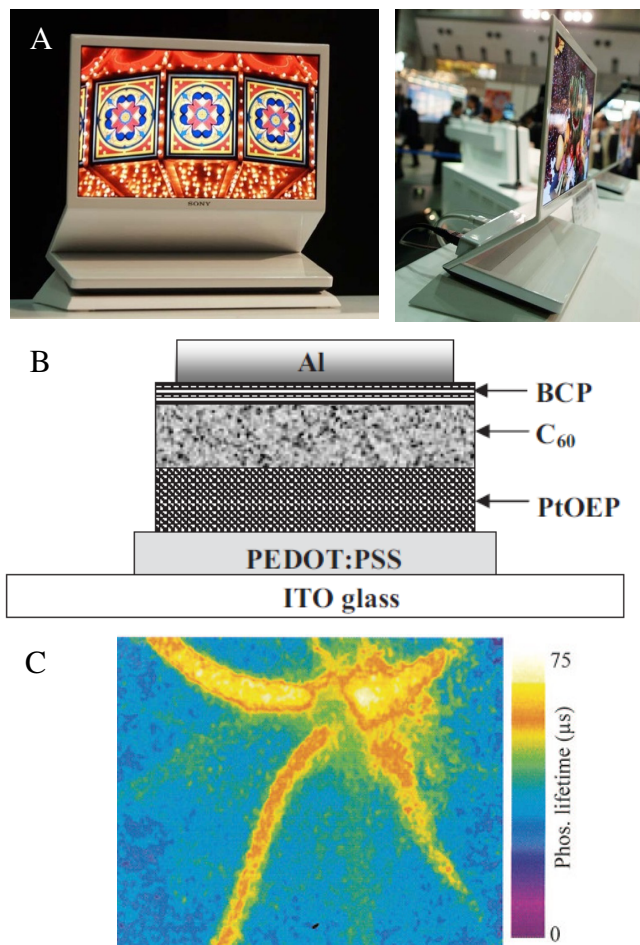 A
SONY
B
Al
BCP
C₆₀
PtOEP
PEDOT:PSS
ITO glass
C
75
Phos. lifetime (μs)
0